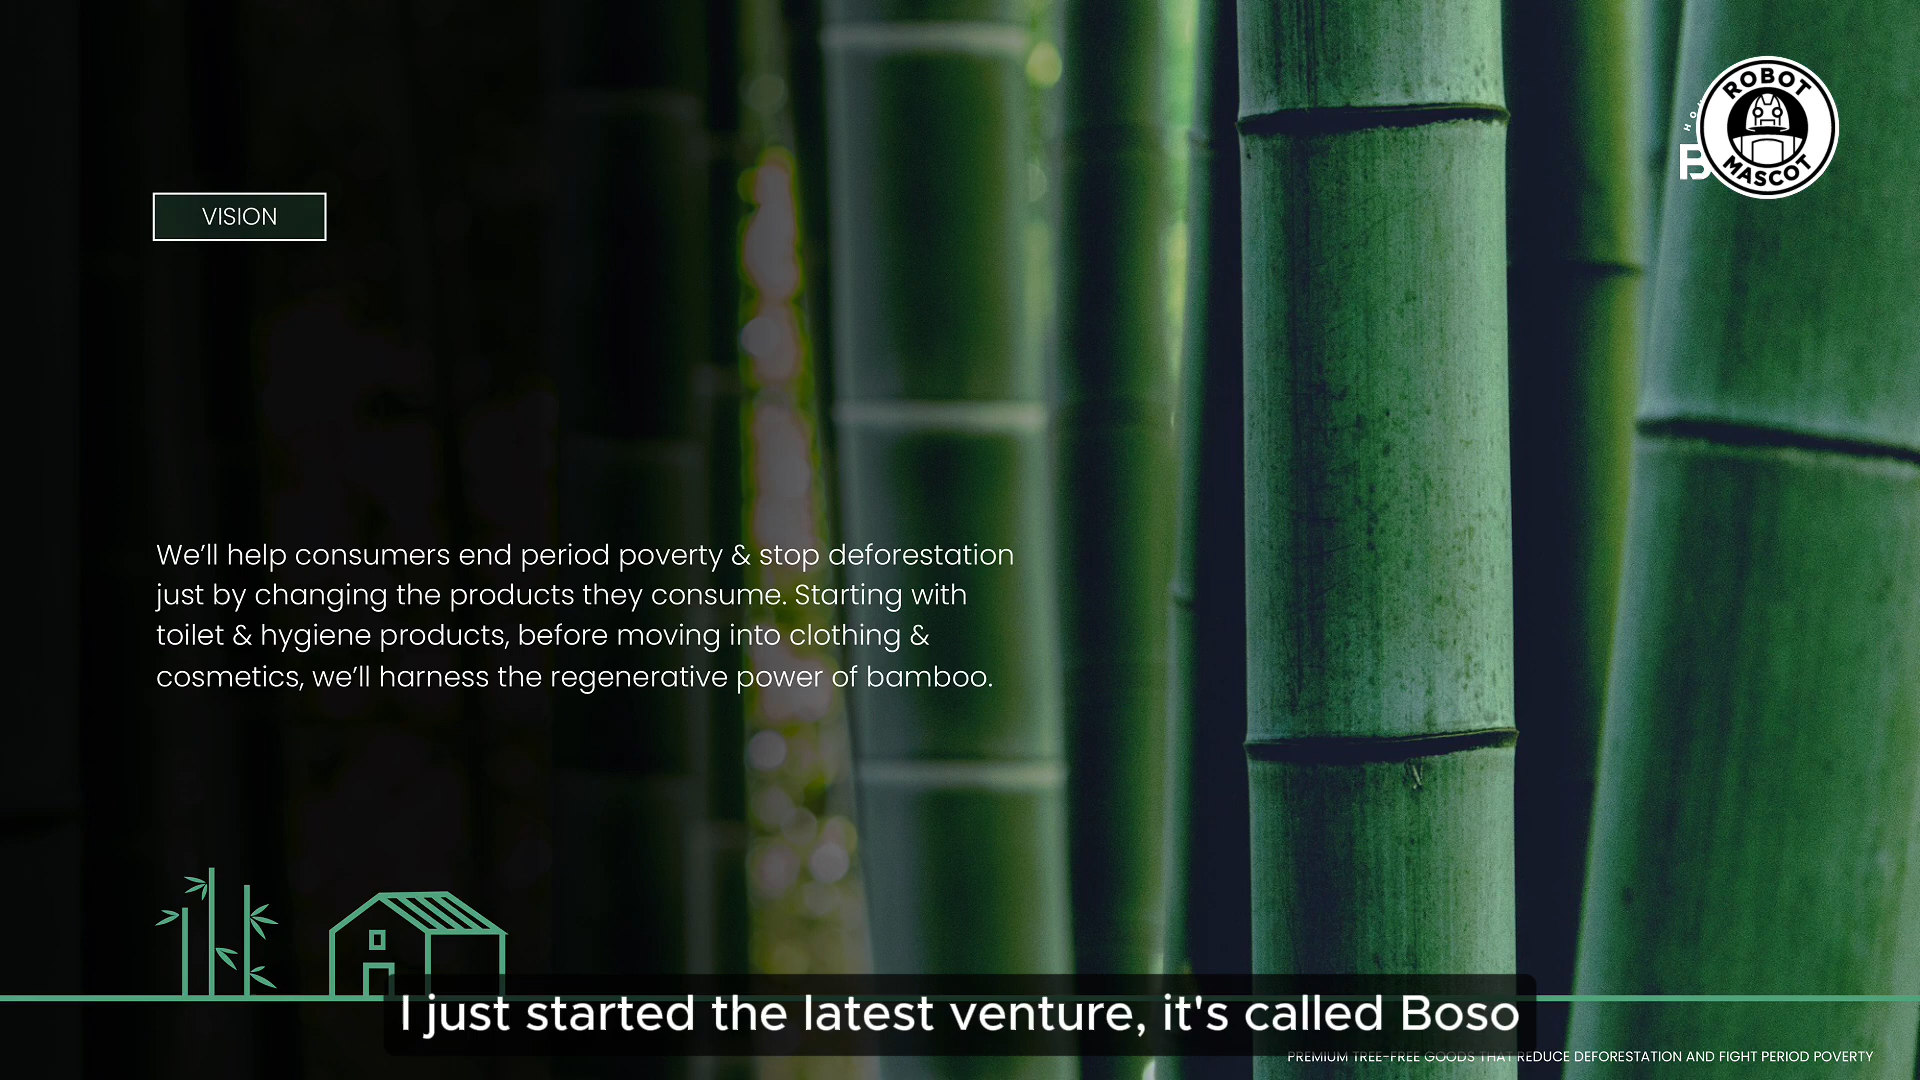 ROBOT
MASCOT
HO
B
VISION
We'll help consumers end period poverty & stop deforestation
just by changing the products they consume. Starting with
toilet & hygiene products, before moving into clothing &
cosmetics, we'll harness the regenerative power of bamboo.
I just started the latest venture, it's called Boso
PREMIUM TREE-FREE GOODS THAT REDUCE DEFORESTATION AND FIGHT PERIOD POVERTY